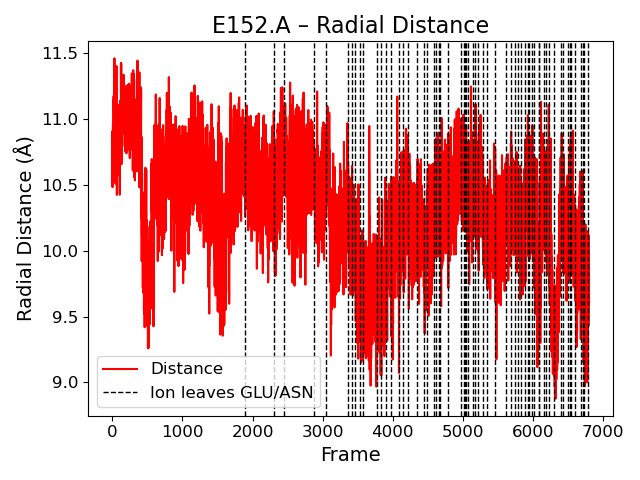 E152.A – Radial Distance
Radial Distance (Å)
11.5
11.0
10.5
10.0
9.5
9.0
Distance
Ion leaves GLU/ASN
0
1000
2000
3000
4000
5000
6000
7000
Frame